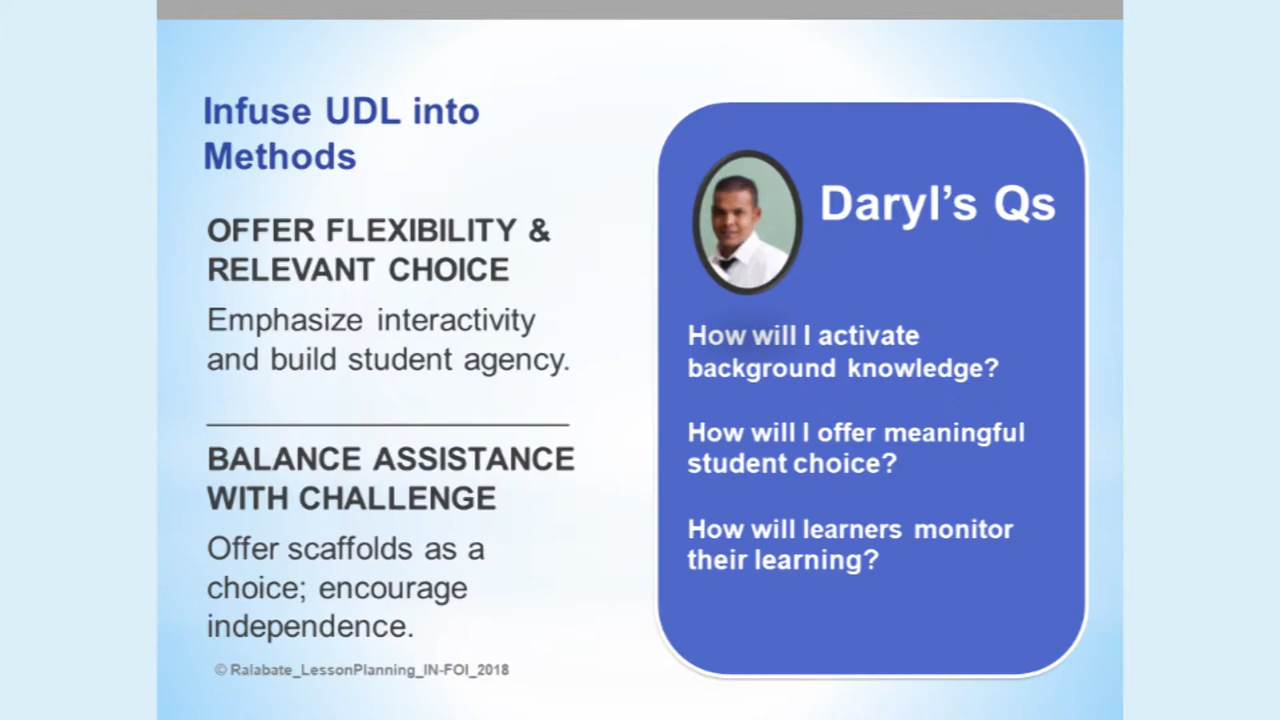 Infuse UDL into
Methods
OFFER FLEXIBILITY &
RELEVANT CHOICE
Emphasize interactivity
and build student agency.
BALANCE ASSISTANCE
WITH CHALLENGE
Offer scaffolds as a
choice; encourage
independence.
© Ralabate_LessonPlanning_IN-FOI_2018
Daryl’s Qs
How will I activate
background knowledge?
How will I offer meaningful
student choice?
How will learners monitor
their learning?